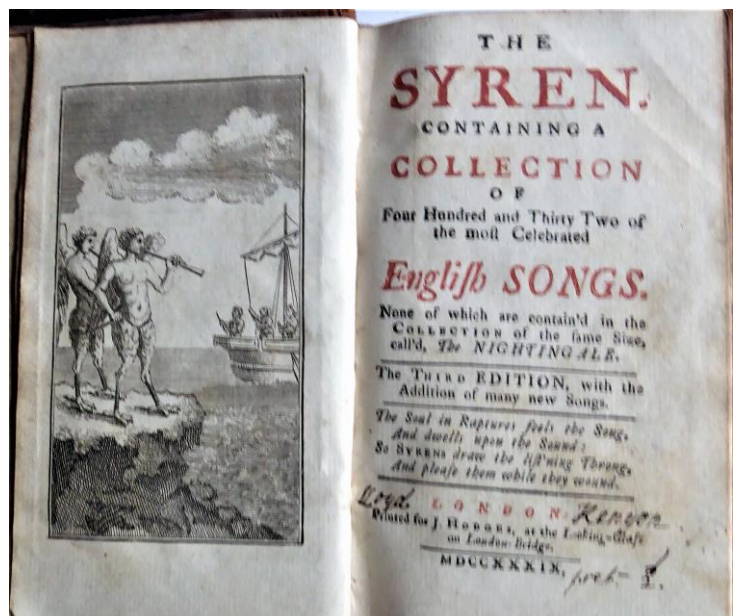 THE
SYREN.
CONTAINING A
COLLECTION
OF
Four Hundred and Thirty Two of
the moſt Celebrated
Engliſh SONGS.
None of which are contain'd in the
COLLECTION of the ſame Size,
call'd, The NIGHTINGALE.
The THIRD EDITION, with the
Addition of many new Songs.
The Soul in Raptures feels the Song,
And dwells upon the Sound:
So SYRENS draw the liſt'ning Throng,
And pleaſe them while they wound.
Lloyd Kenyon
LONDON:
Printed for J. HODGES, at the Looking-Glaſs
on London-Bridge,
MDCCXXXIX.
pret.